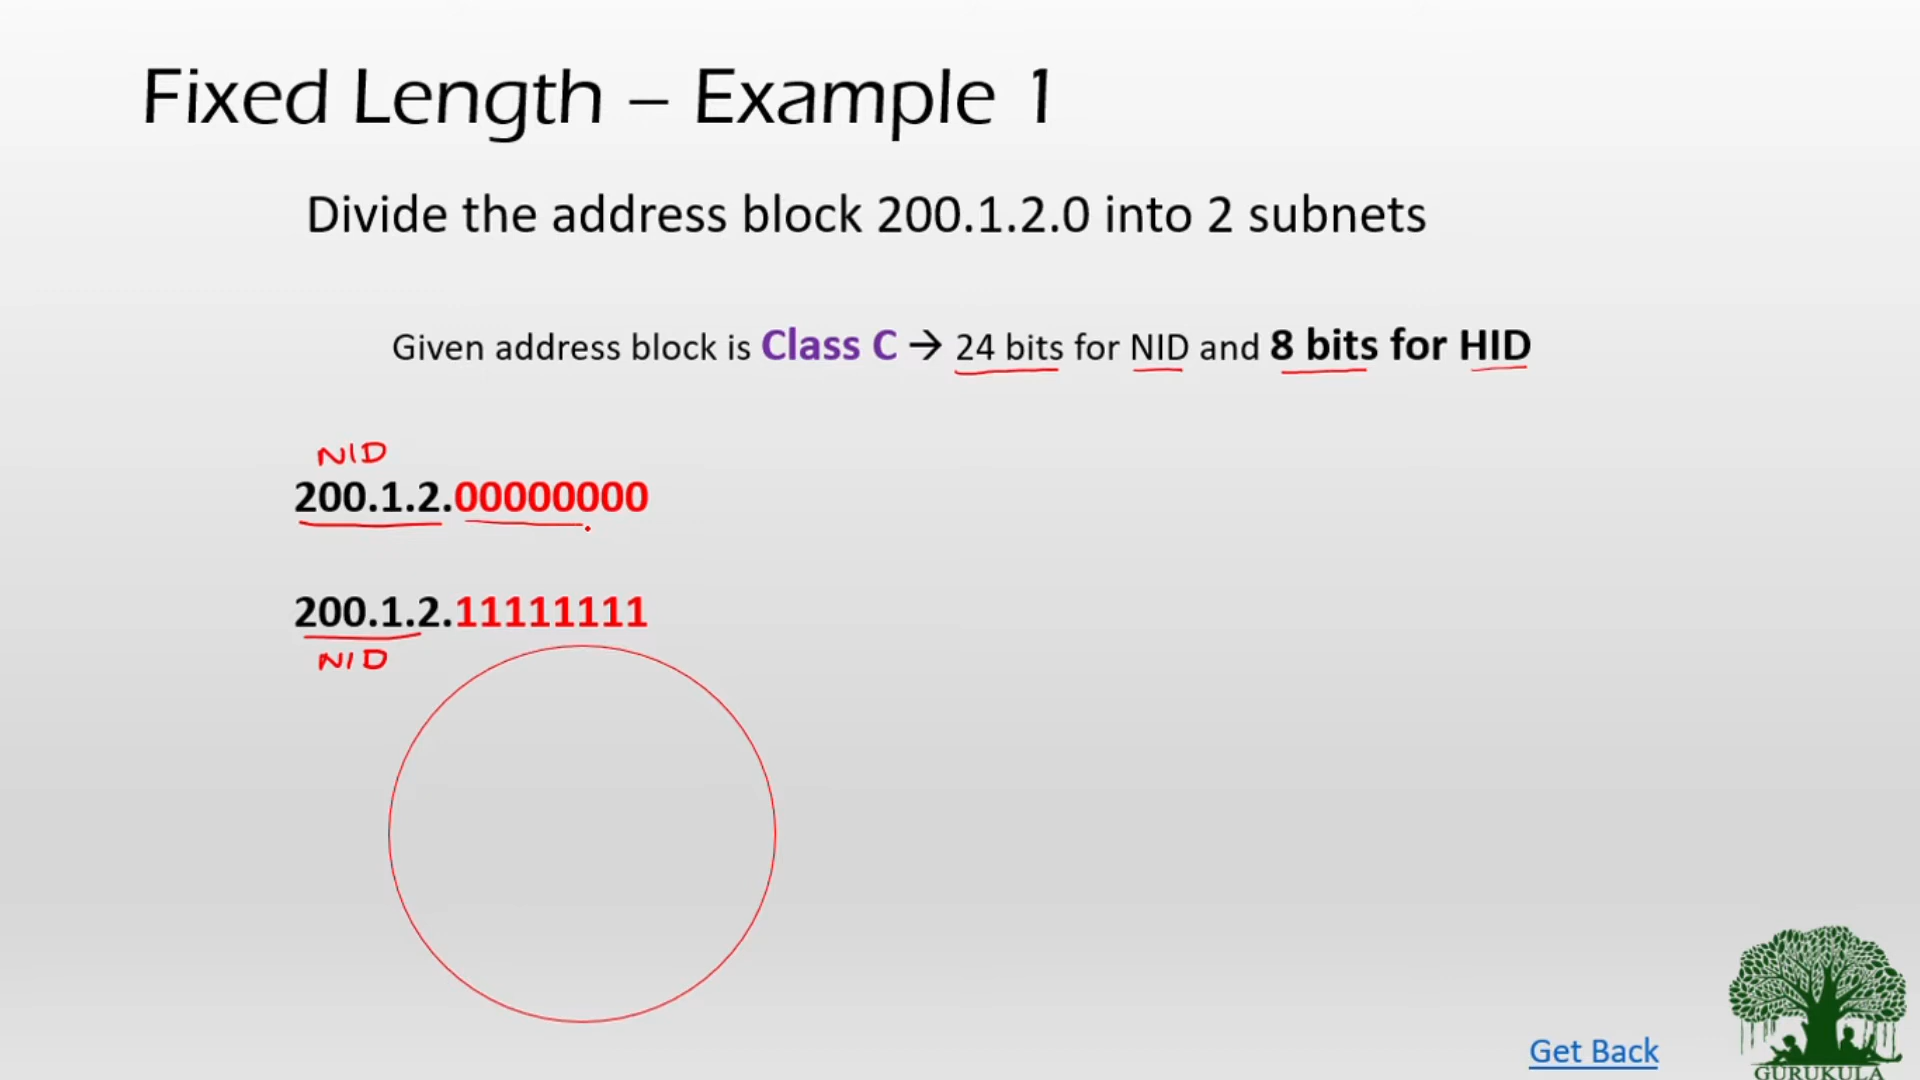 Fixed Length – Example 1
Divide the address block 200.1.2.0 into 2 subnets
Given address block is Class C → 24 bits for NID and 8 bits for HID
NID
200.1.2.00000000
200.1.2.11111111
NID
Get Back
GURUKULA